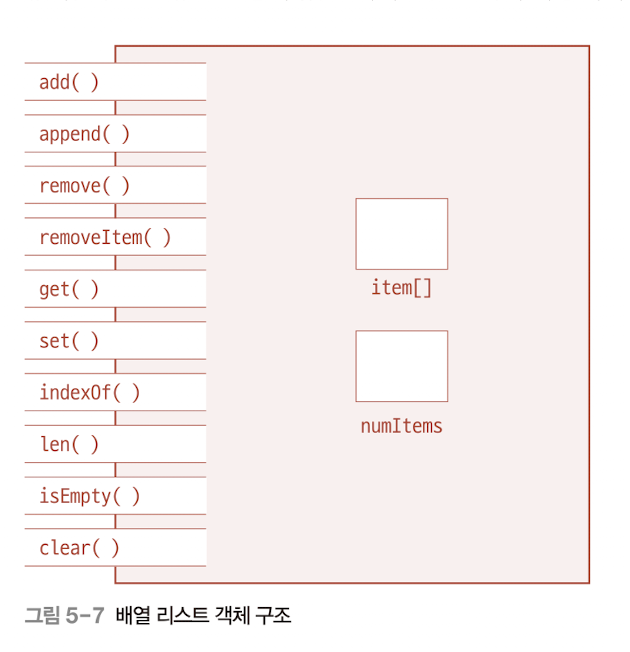 add( )
append( )
remove( )
removeItem( )
get( )
set( )
indexOf( )
len( )
isEmpty( )
clear( )
item[]
numItems
그림 5-7 배열 리스트 객체 구조